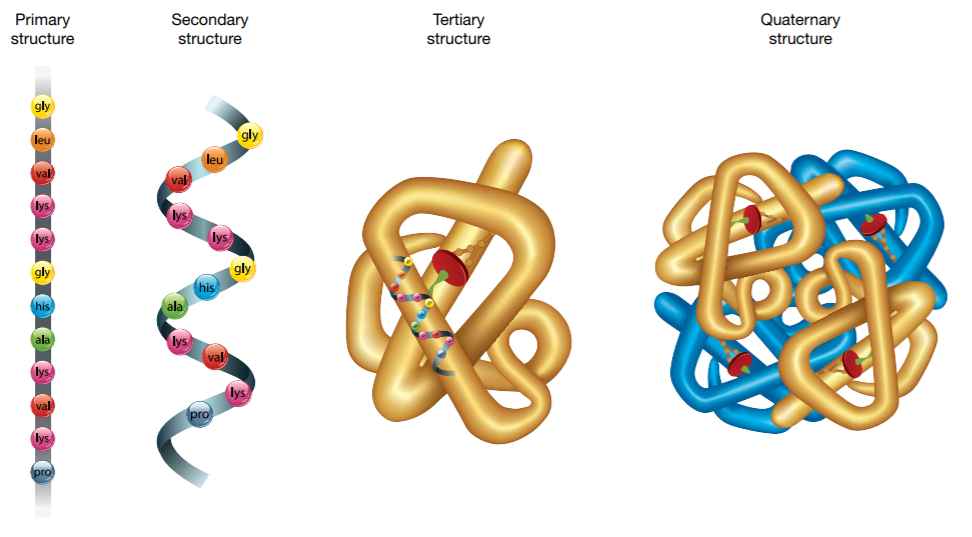 Primary
structure
Secondary
structure
Tertiary
structure
Quaternary
structure
gly
leu
val
lys
lys
gly
his
ala
lys
val
lys
pro
gly
leu
val
lys
lys
gly
his
ala
lys
val
lys
pro